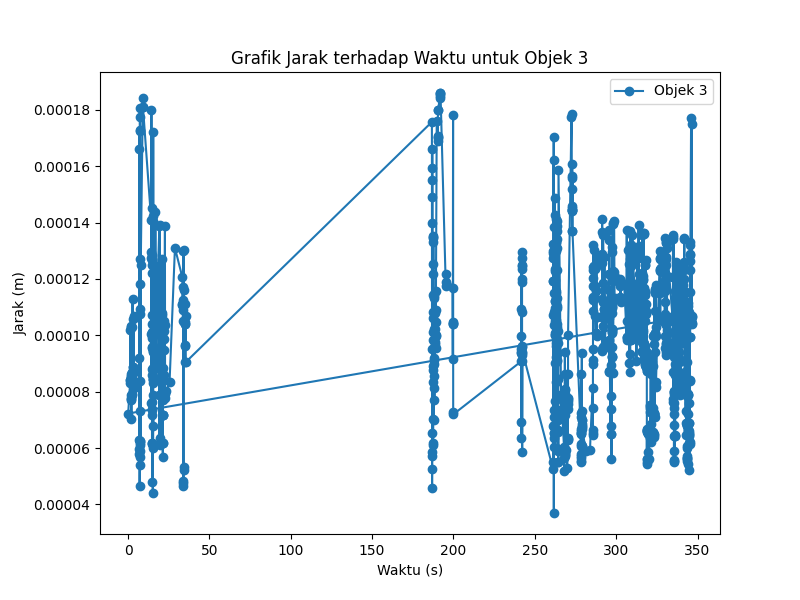 Grafik Jarak terhadap Waktu untuk Objek 3
Objek 3
0.00018
0.00016
0.00014
0.00012
0.00010
0.00008
0.00006
0.00004
Jarak (m)
0 50 100 150 200 250 300 350
Waktu (s)